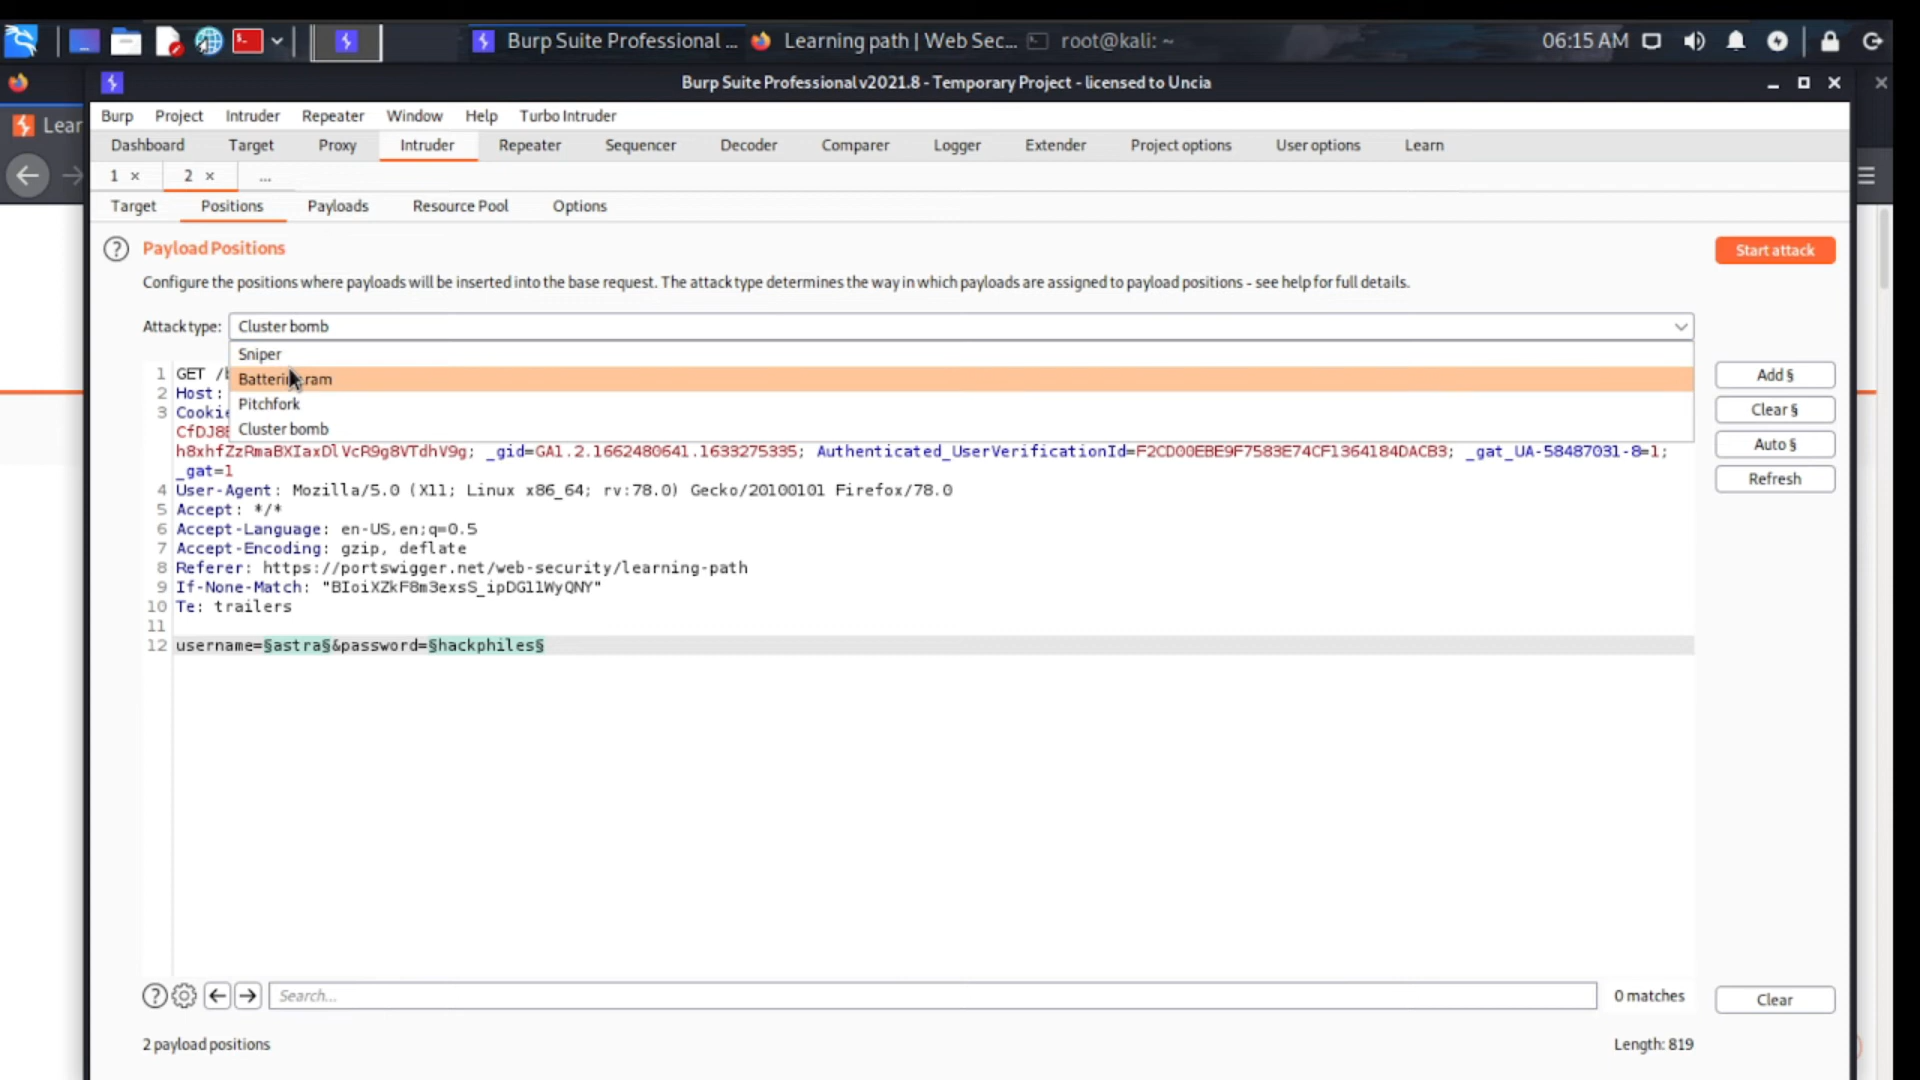 Burp Suite Professional ... Learning path | Web Sec... root@kali: ~ 06:15 AM
Burp Suite Professional v2021.8 - Temporary Project - licensed to Uncia
Lear
Burp Project Intruder Repeater Window Help Turbo Intruder
Dashboard Target Proxy Intruder Repeater Sequencer Decoder Comparer Logger Extender Project options User options Learn
1 × 2 × ...
Target Positions Payloads Resource Pool Options
? Payload Positions
Start attack
Configure the positions where payloads will be inserted into the base request. The attack type determines the way in which payloads are assigned to payload positions - see help for full details.
Attack type: Cluster bomb
Sniper
Battering ram
Pitchfork
Cluster bomb
Add §
Clear §
Auto §
Refresh
1 GET /
2 Host:
3 Cookie
CfDJ8
h8xhfZzRmaBXIaxDlVcR9g8VTdhV9g; _gid=GA1.2.1662480641.1633275335; Authenticated_UserVerificationId=F2CD00EBE9F7583E74CF1364184DACB3; _gat_UA-58487031-8=1;
_gat=1
4 User-Agent: Mozilla/5.0 (X11; Linux x86_64; rv:78.0) Gecko/20100101 Firefox/78.0
5 Accept: */*
6 Accept-Language: en-US,en;q=0.5
7 Accept-Encoding: gzip, deflate
8 Referer: https://portswigger.net/web-security/learning-path
9 If-None-Match: "BIoiXZkF8m3exsS_ipDG1lWyQNY"
10 Te: trailers
11
12 username=§astra§&password=§hackphiles§
? Search... 0 matches Clear
2 payload positions Length: 819